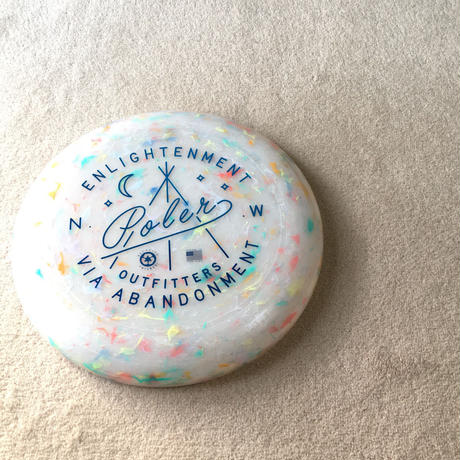 ENLIGHTENMENT
N. .W
Poler
OUTFITTERS
VIA ABANDONMENT